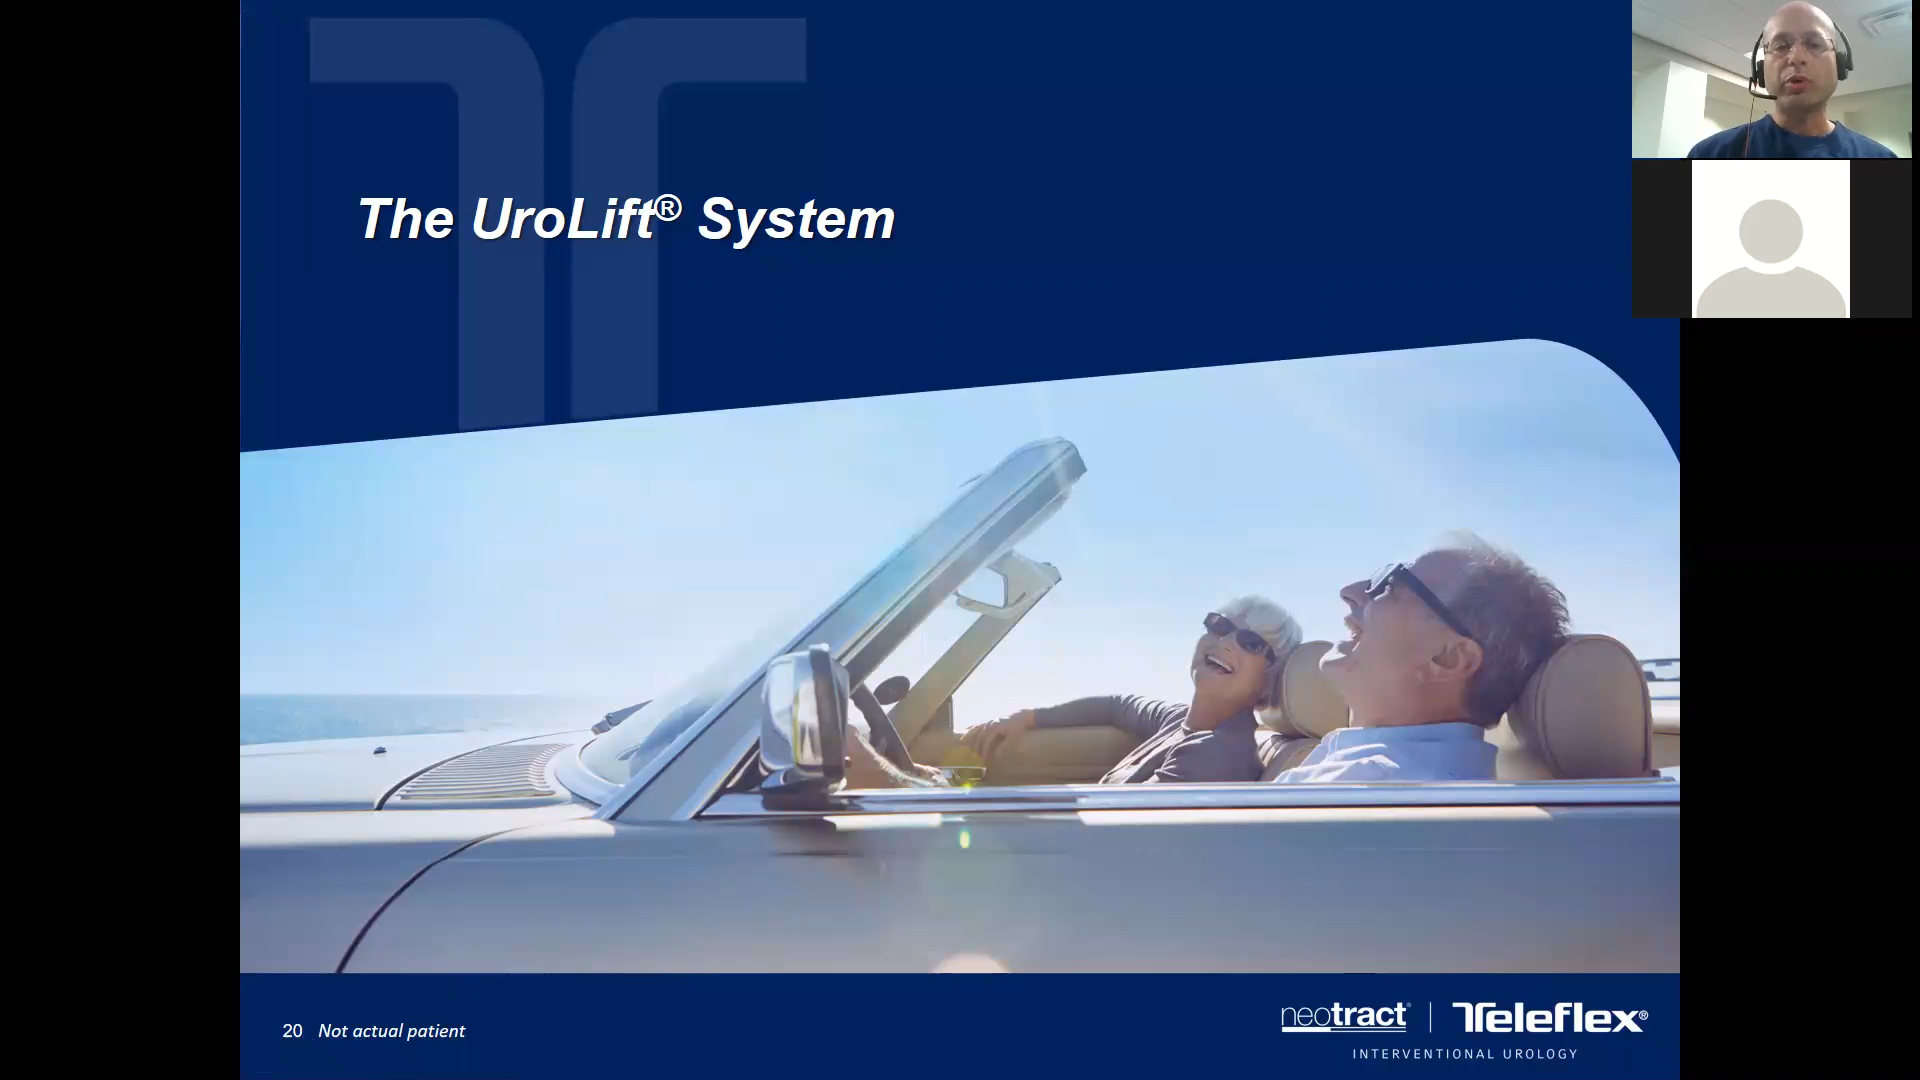 The UroLift® System
20 Not actual patient
neotract® | Teleflex®
INTERVENTIONAL UROLOGY